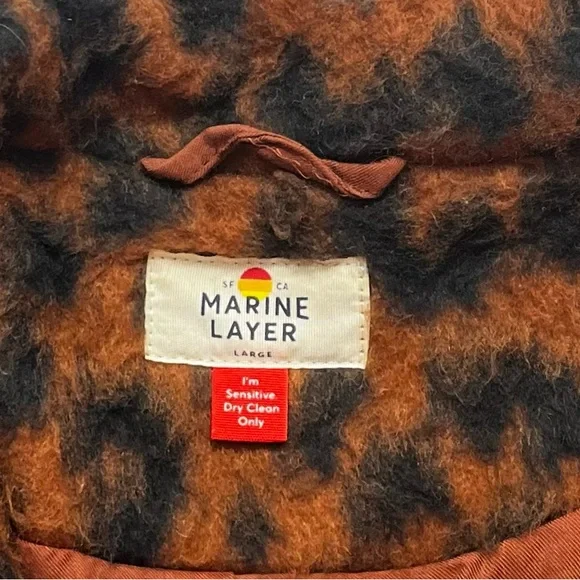 SF CA
MARINE
LAYER
LARGE
I'm
Sensitive.
Dry Clean
Only